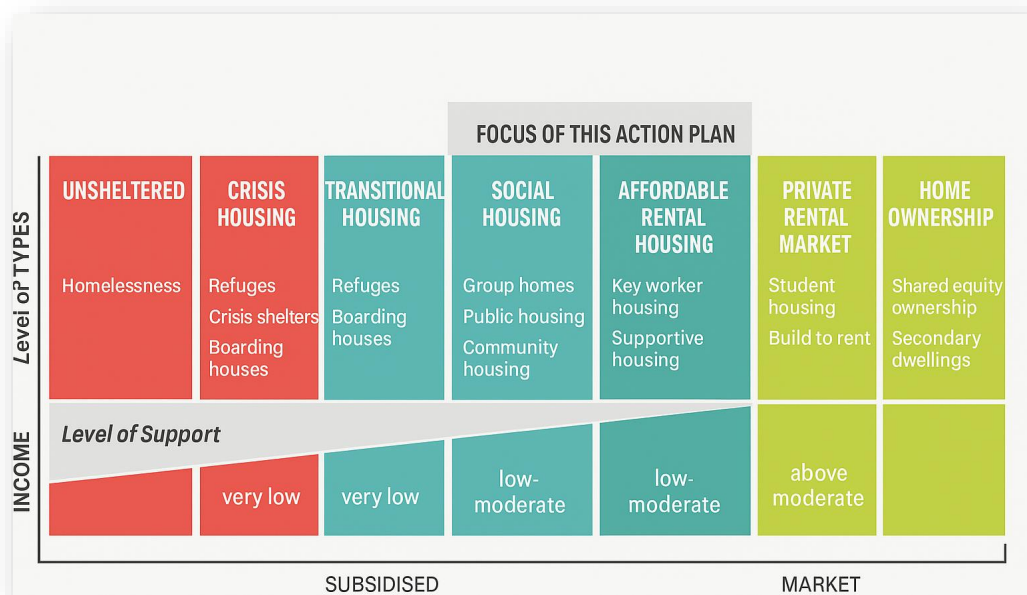 FOCUS OF THIS ACTION PLAN
Level of TYPES
UNSHELTERED
Homelessness
CRISIS
HOUSING
Refuges
Crisis shelters
Boarding
houses
TRANSITIONAL
HOUSING
Refuges
Boarding
houses
SOCIAL
HOUSING
Group homes
Public housing
Community
housing
AFFORDABLE
RENTAL
HOUSING
Key worker
housing
Supportive
housing
PRIVATE
RENTAL
MARKET
Student
housing
Build to rent
HOME
OWNERSHIP
Shared equity
ownership
Secondary
dwellings
INCOME
Level of Support
very low
very low
low-
moderate
low-
moderate
above
moderate
SUBSIDISED
MARKET